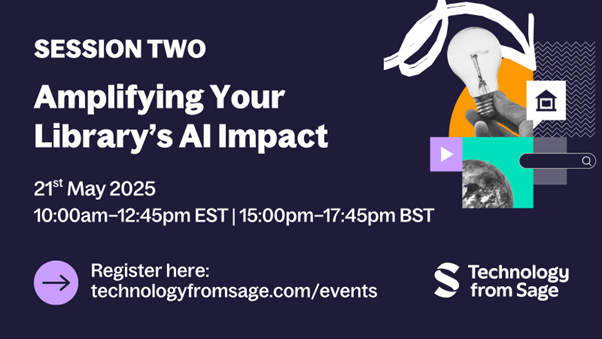 SESSION TWO
Amplifying Your
Library's AI Impact
21st May 2025
10:00am–12:45pm EST | 15:00pm–17:45pm BST
Register here:
technologyfromsage.com/events
Technology
from Sage